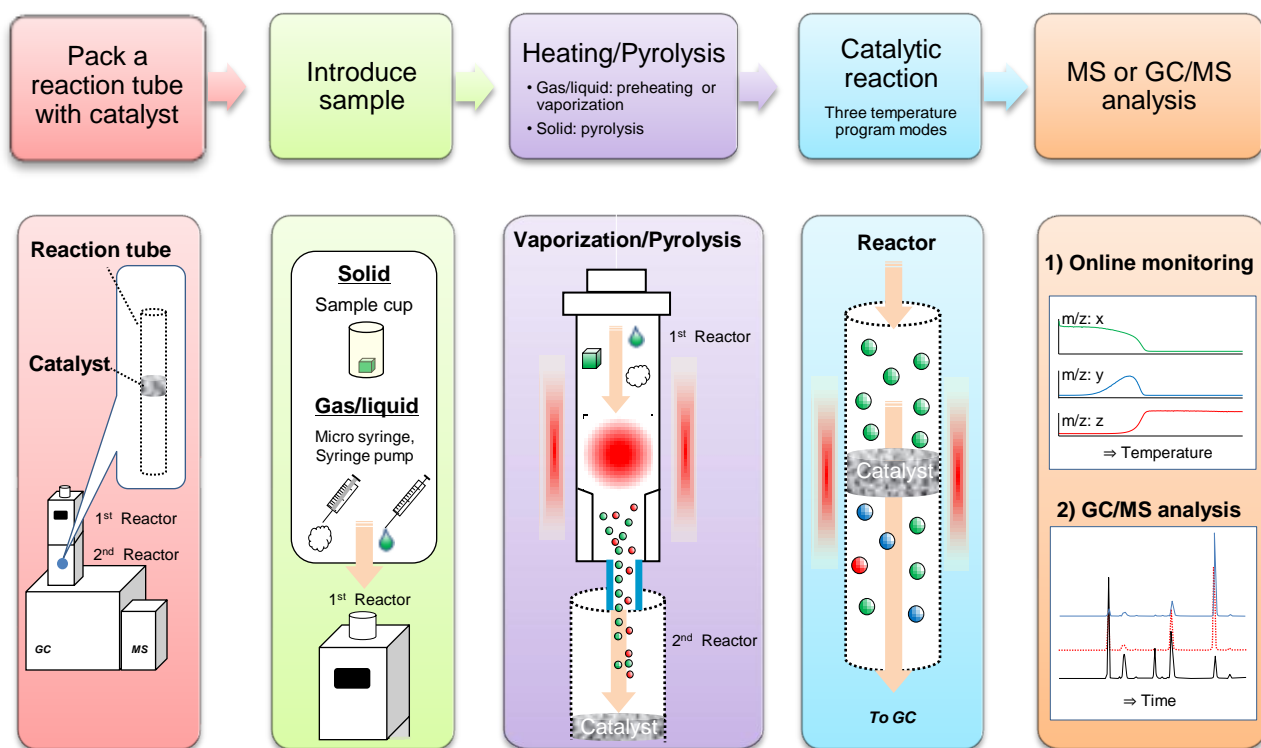 Pack a
reaction tube
with catalyst
Introduce
sample
Heating/Pyrolysis
• Gas/liquid: preheating or
vaporization
• Solid: pyrolysis
Catalytic
reaction
Three temperature
program modes
MS or GC/MS
analysis
Reaction tube
Catalyst
1st Reactor
2nd Reactor
GC
MS
Solid
Sample cup
Gas/liquid
Micro syringe,
Syringe pump
1st Reactor
Vaporization/Pyrolysis
1st Reactor
2nd Reactor
Catalyst
Reactor
Catalyst
To GC
1) Online monitoring
m/z: x
m/z: y
m/z: z
⇒ Temperature
2) GC/MS analysis
⇒ Time